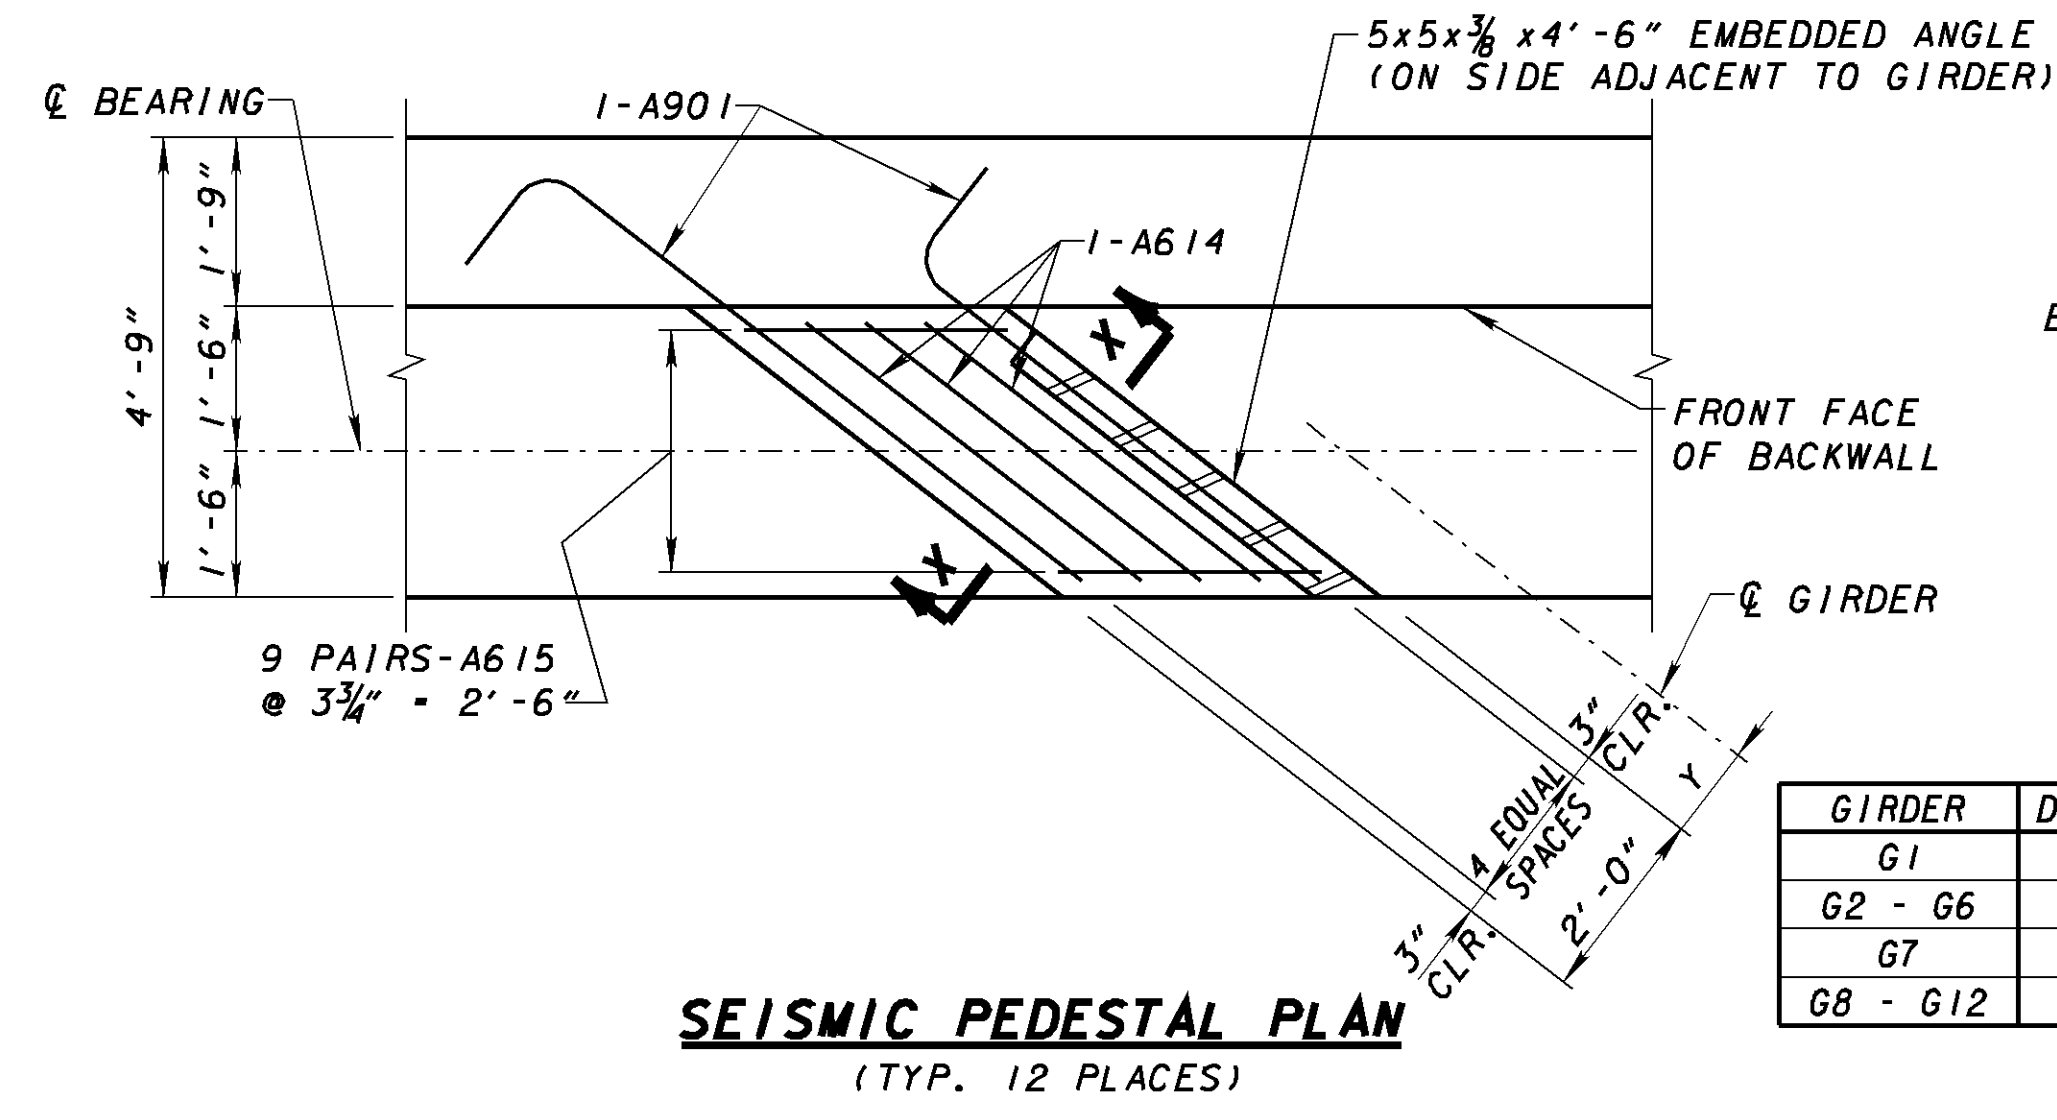 5x5x3/8 x4'-6" EMBEDDED ANGLE
(ON SIDE ADJACENT TO GIRDER)
℄ BEARING
1-A901
1'-9"
1-A614
4'-9"
1'-6"
X
E
FRONT FACE
OF BACKWALL
1'-6"
X
℄ GIRDER
9 PAIRS-A615
@ 3¾" = 2'-6"
3"
CLR.
Y
4 EQUAL
SPACES
2'-0"
3"
CLR.
GIRDER D
G1
G2 - G6
G7
G8 - G12
SEISMIC PEDESTAL PLAN
(TYP. 12 PLACES)